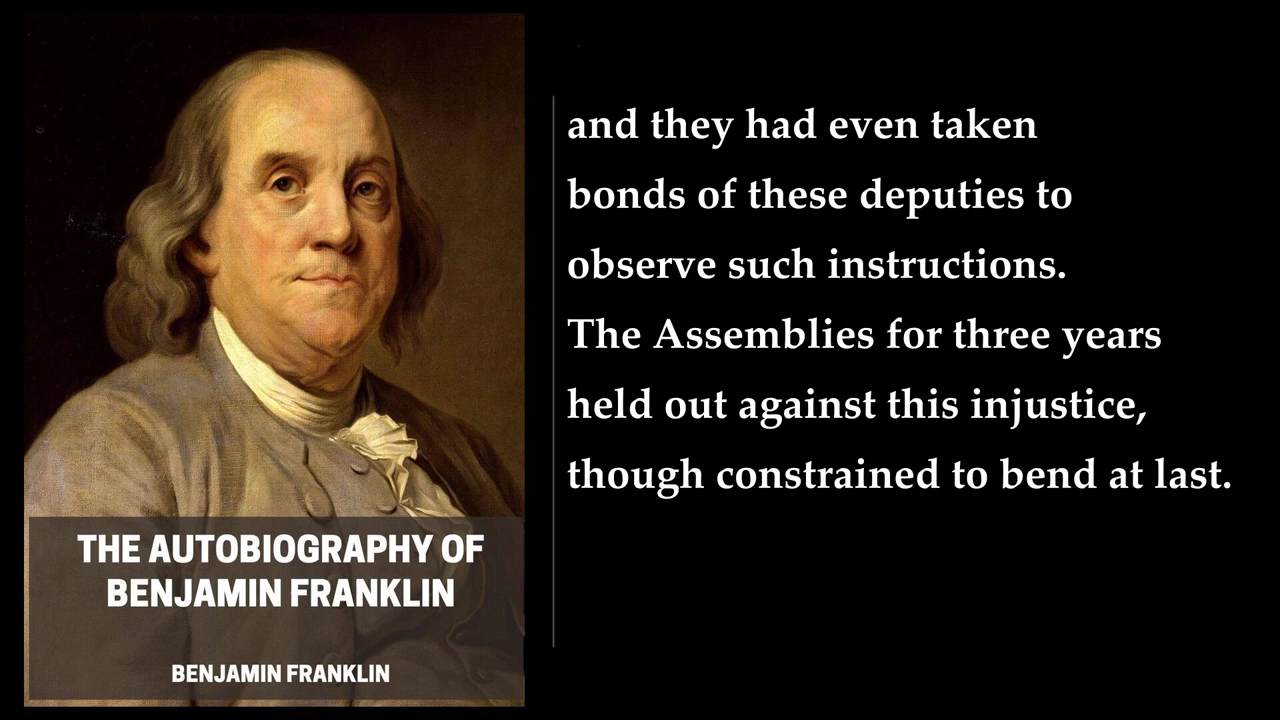 and they had even taken
bonds of these deputies to
observe such instructions.
The Assemblies for three years
held out against this injustice,
though constrained to bend at last.
THE AUTOBIOGRAPHY OF
BENJAMIN FRANKLIN
BENJAMIN FRANKLIN